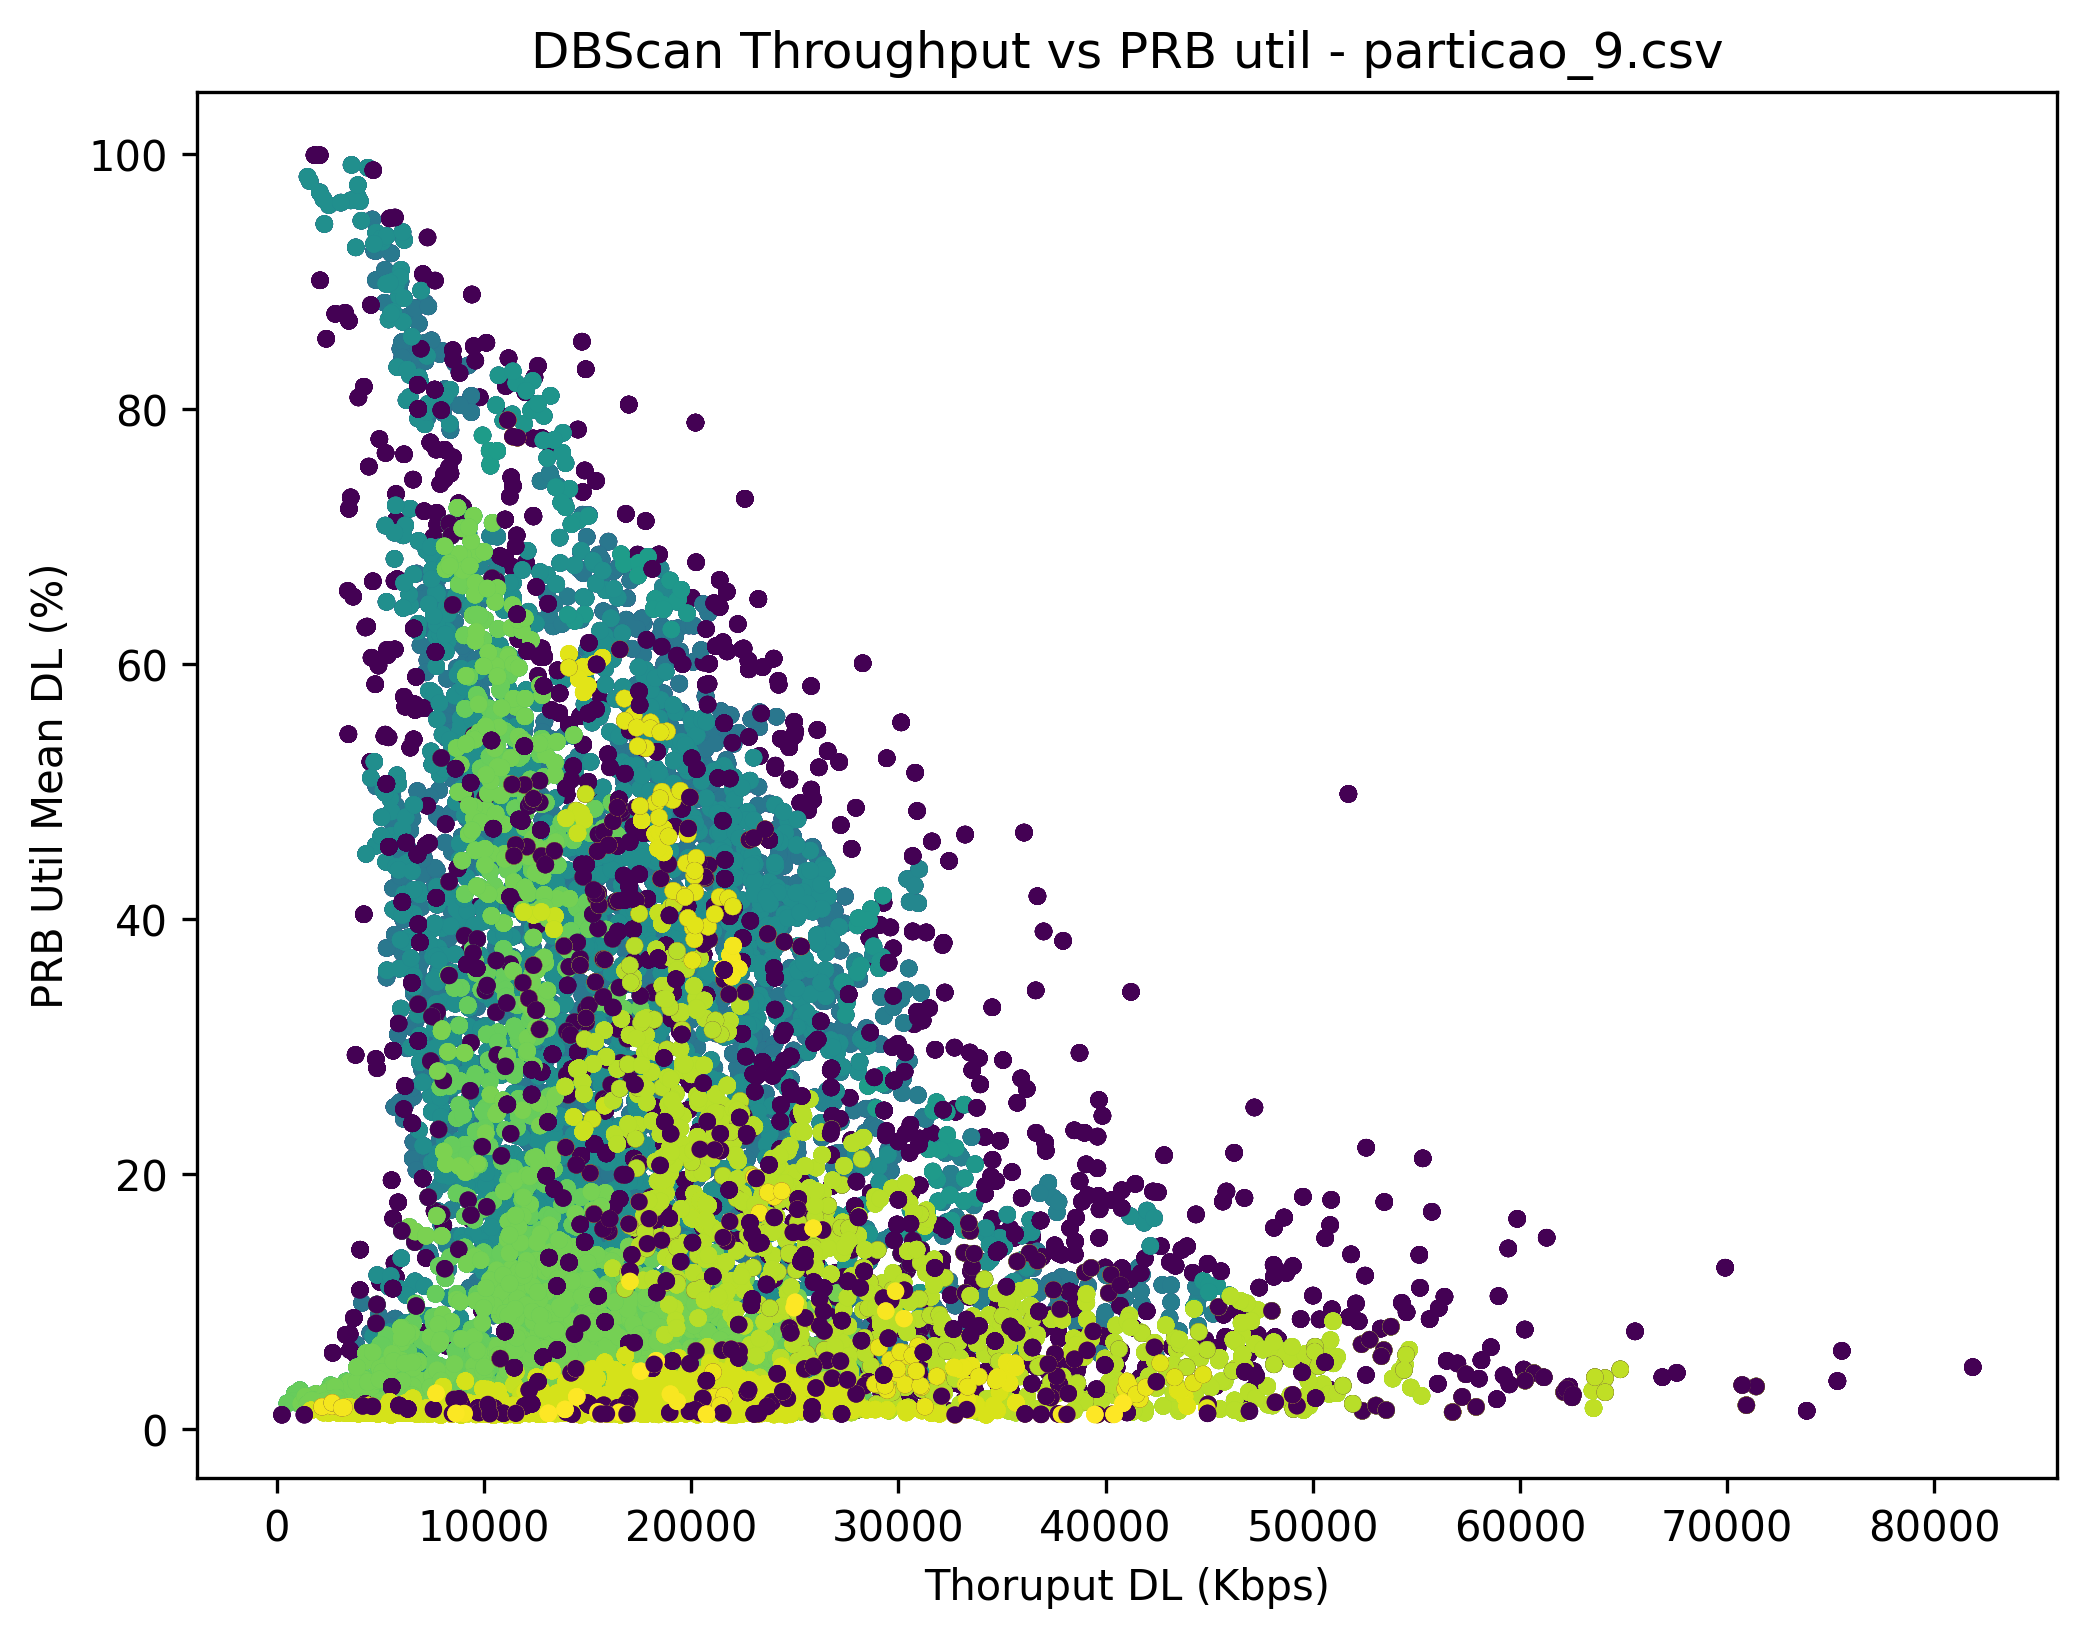 DBScan Throughput vs PRB util - particao_9.csv
PRB Util Mean DL (%)
100
80
60
40
20
0
0 10000 20000 30000 40000 50000 60000 70000 80000
Thoruput DL (Kbps)